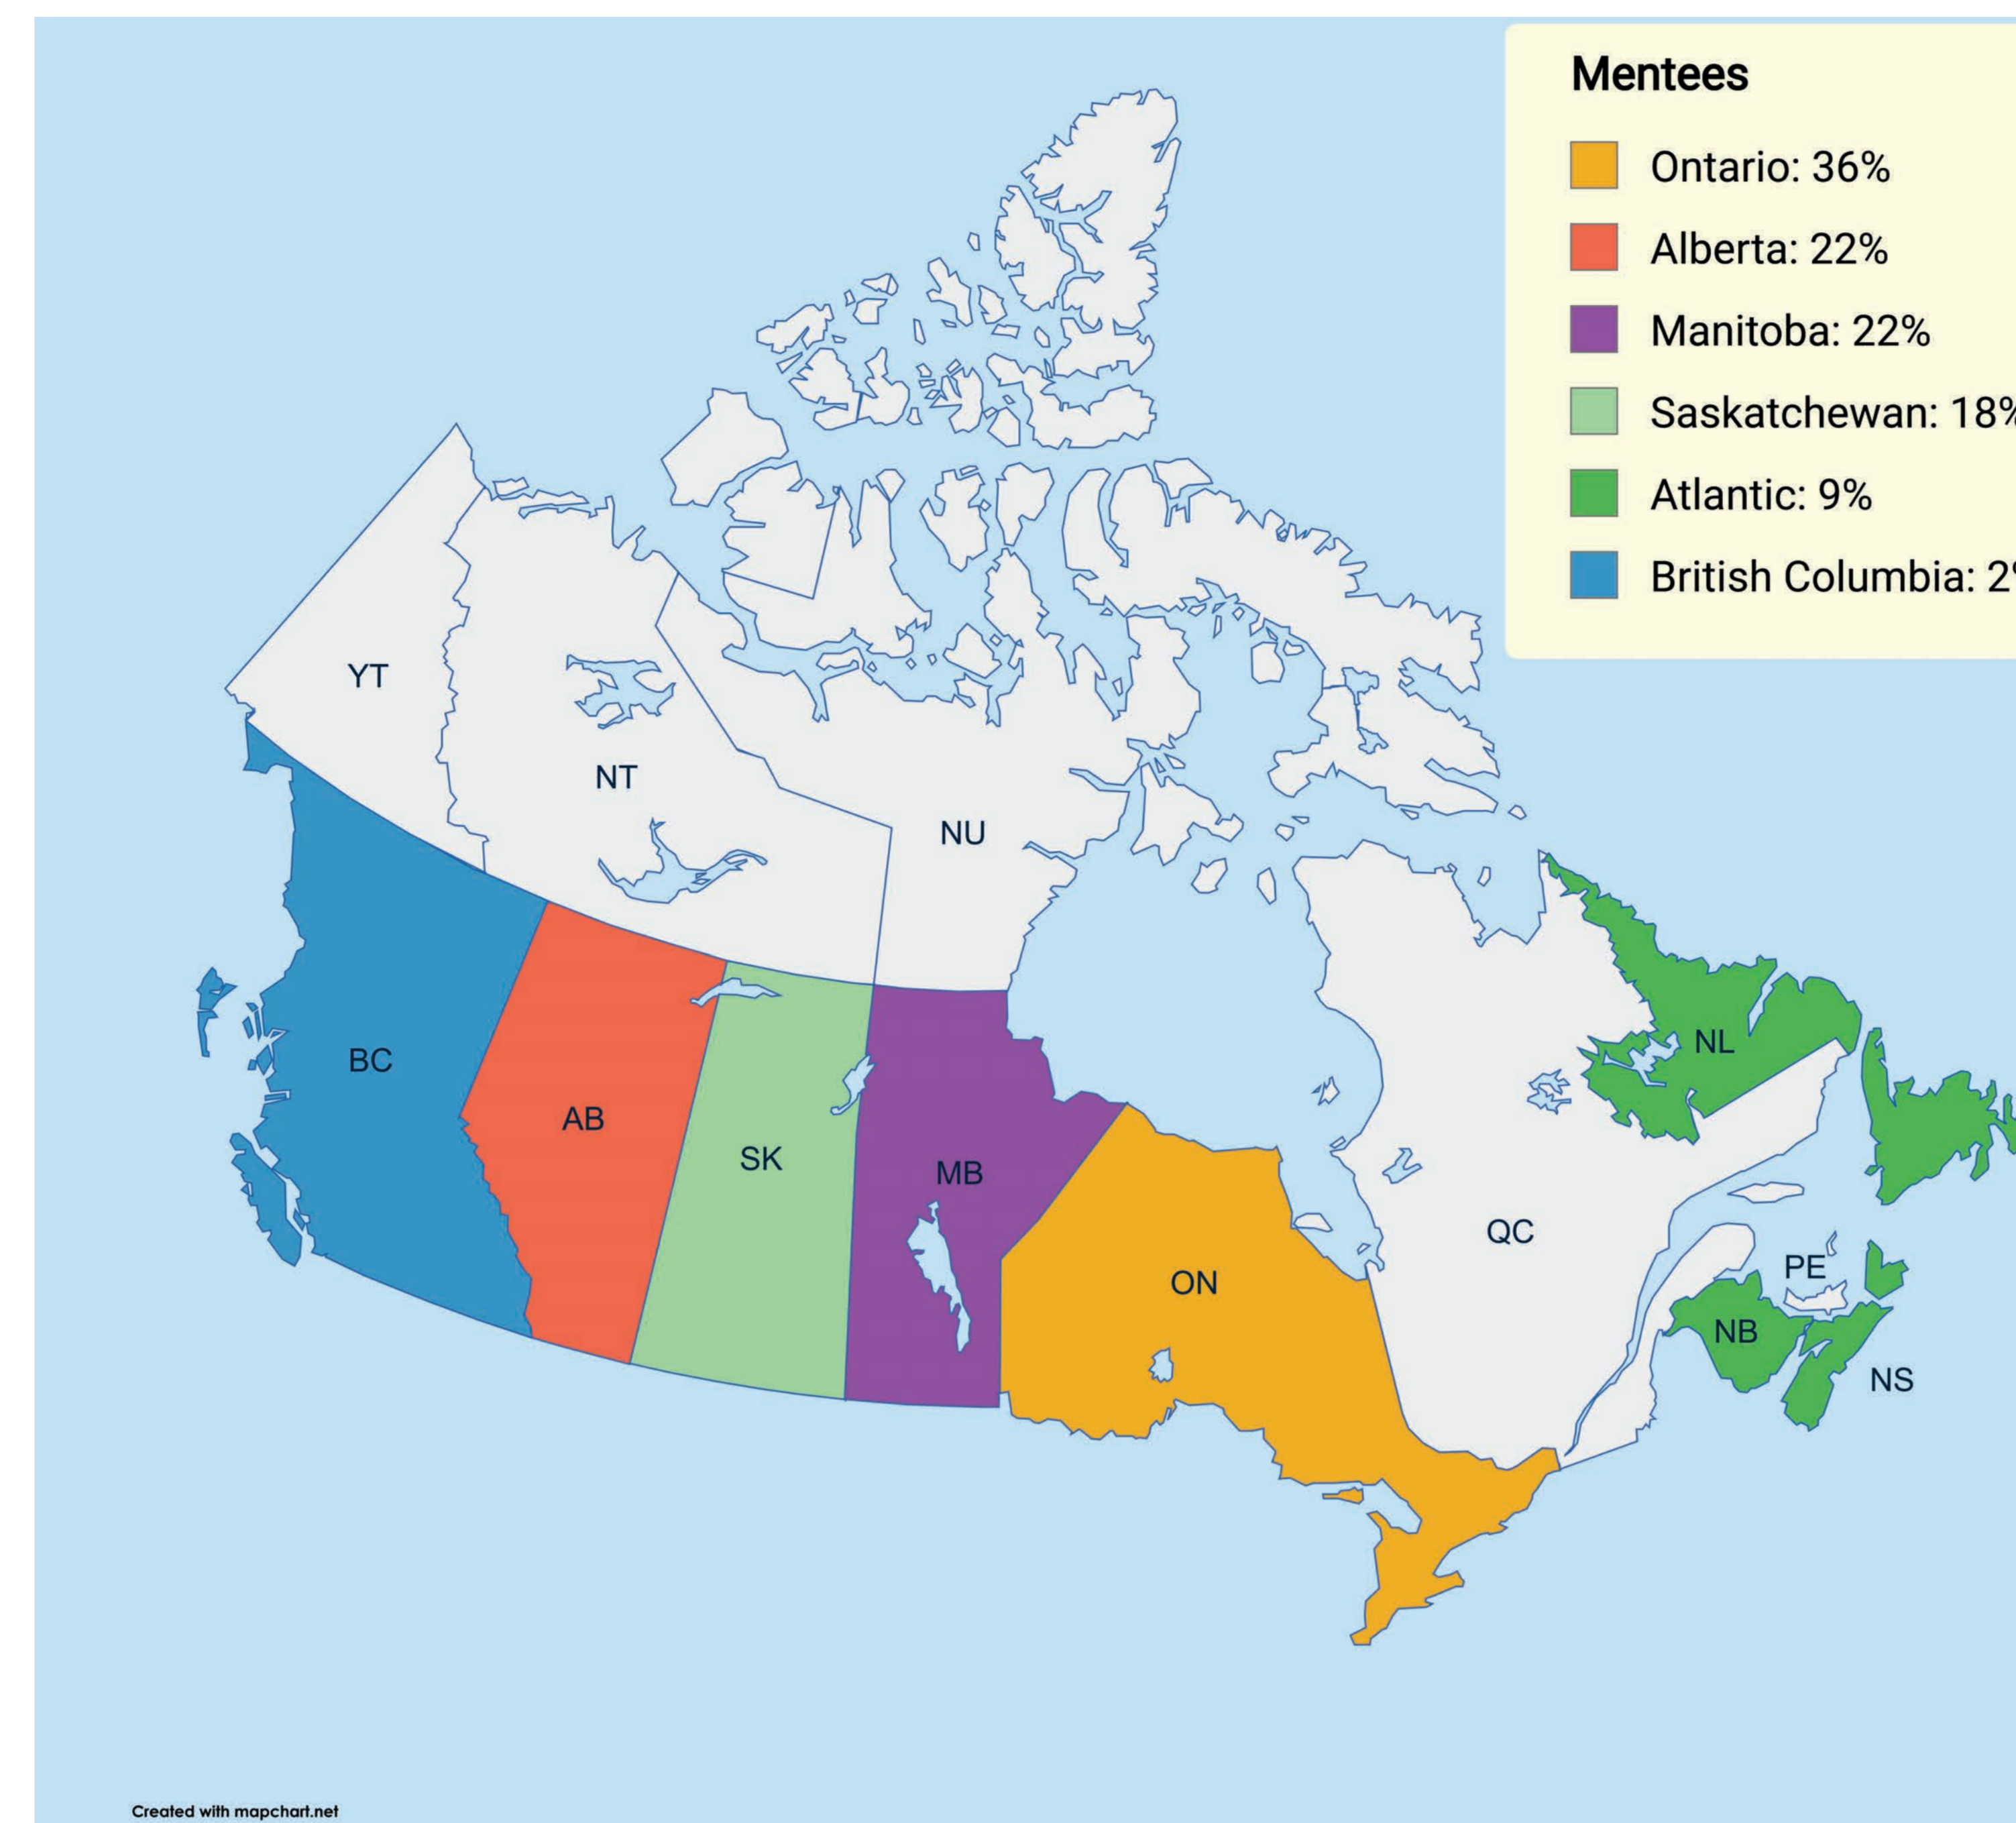 Mentees
Ontario: 36%
Alberta: 22%
Manitoba: 22%
Saskatchewan: 18%
Atlantic: 9%
British Columbia: 2%
YT
NT
NU
BC
AB
SK
MB
ON
QC
NL
PE
NB
NS
Created with mapchart.net